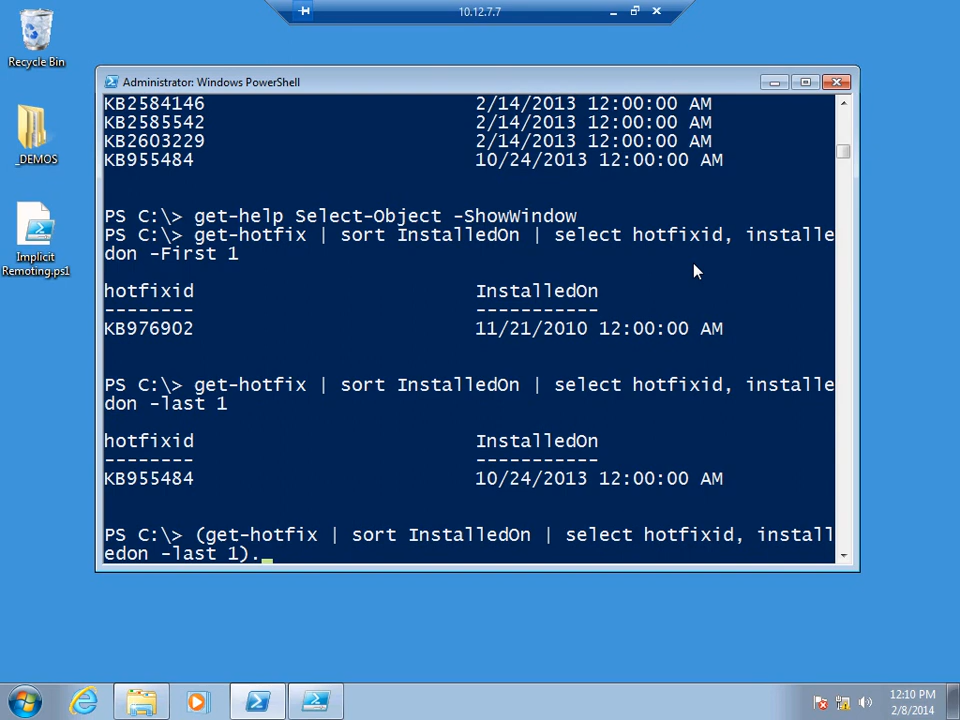 10.12.7.7
Recycle Bin
_DEMOS
Implicit
Remoting.ps1
Administrator: Windows PowerShell
KB2584146 2/14/2013 12:00:00 AM
KB2585542 2/14/2013 12:00:00 AM
KB2603229 2/14/2013 12:00:00 AM
KB955484 10/24/2013 12:00:00 AM
PS C:\> get-help Select-Object -ShowWindow
PS C:\> get-hotfix | sort InstalledOn | select hotfixid, installe
don -First 1
hotfixid InstalledOn
-------- -----------
KB976902 11/21/2010 12:00:00 AM
PS C:\> get-hotfix | sort InstalledOn | select hotfixid, installe
don -last 1
hotfixid InstalledOn
-------- -----------
KB955484 10/24/2013 12:00:00 AM
PS C:\> (get-hotfix | sort InstalledOn | select hotfixid, install
edon -last 1).
12:10 PM
2/8/2014